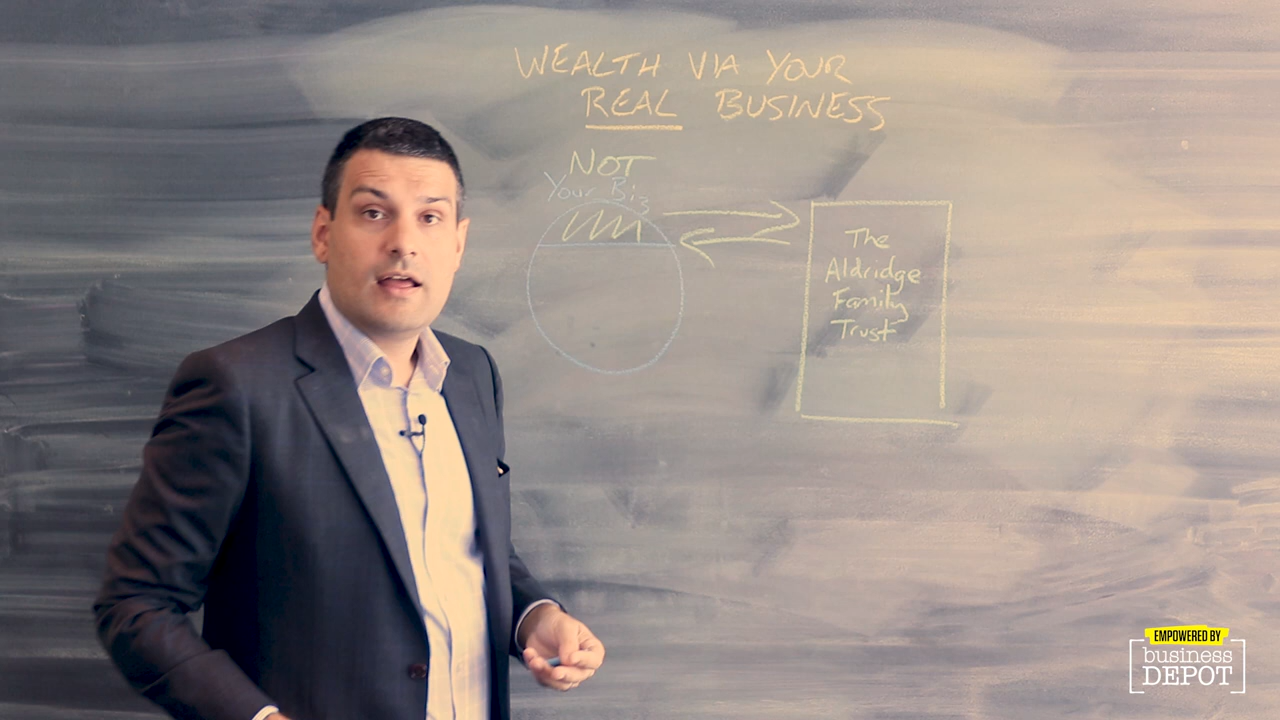 WEALTH VIA YOUR
REAL BUSINESS
NOT
Your Biz
The
Aldridge
Family
Trust
EMPOWERED BY
business
DEPOT